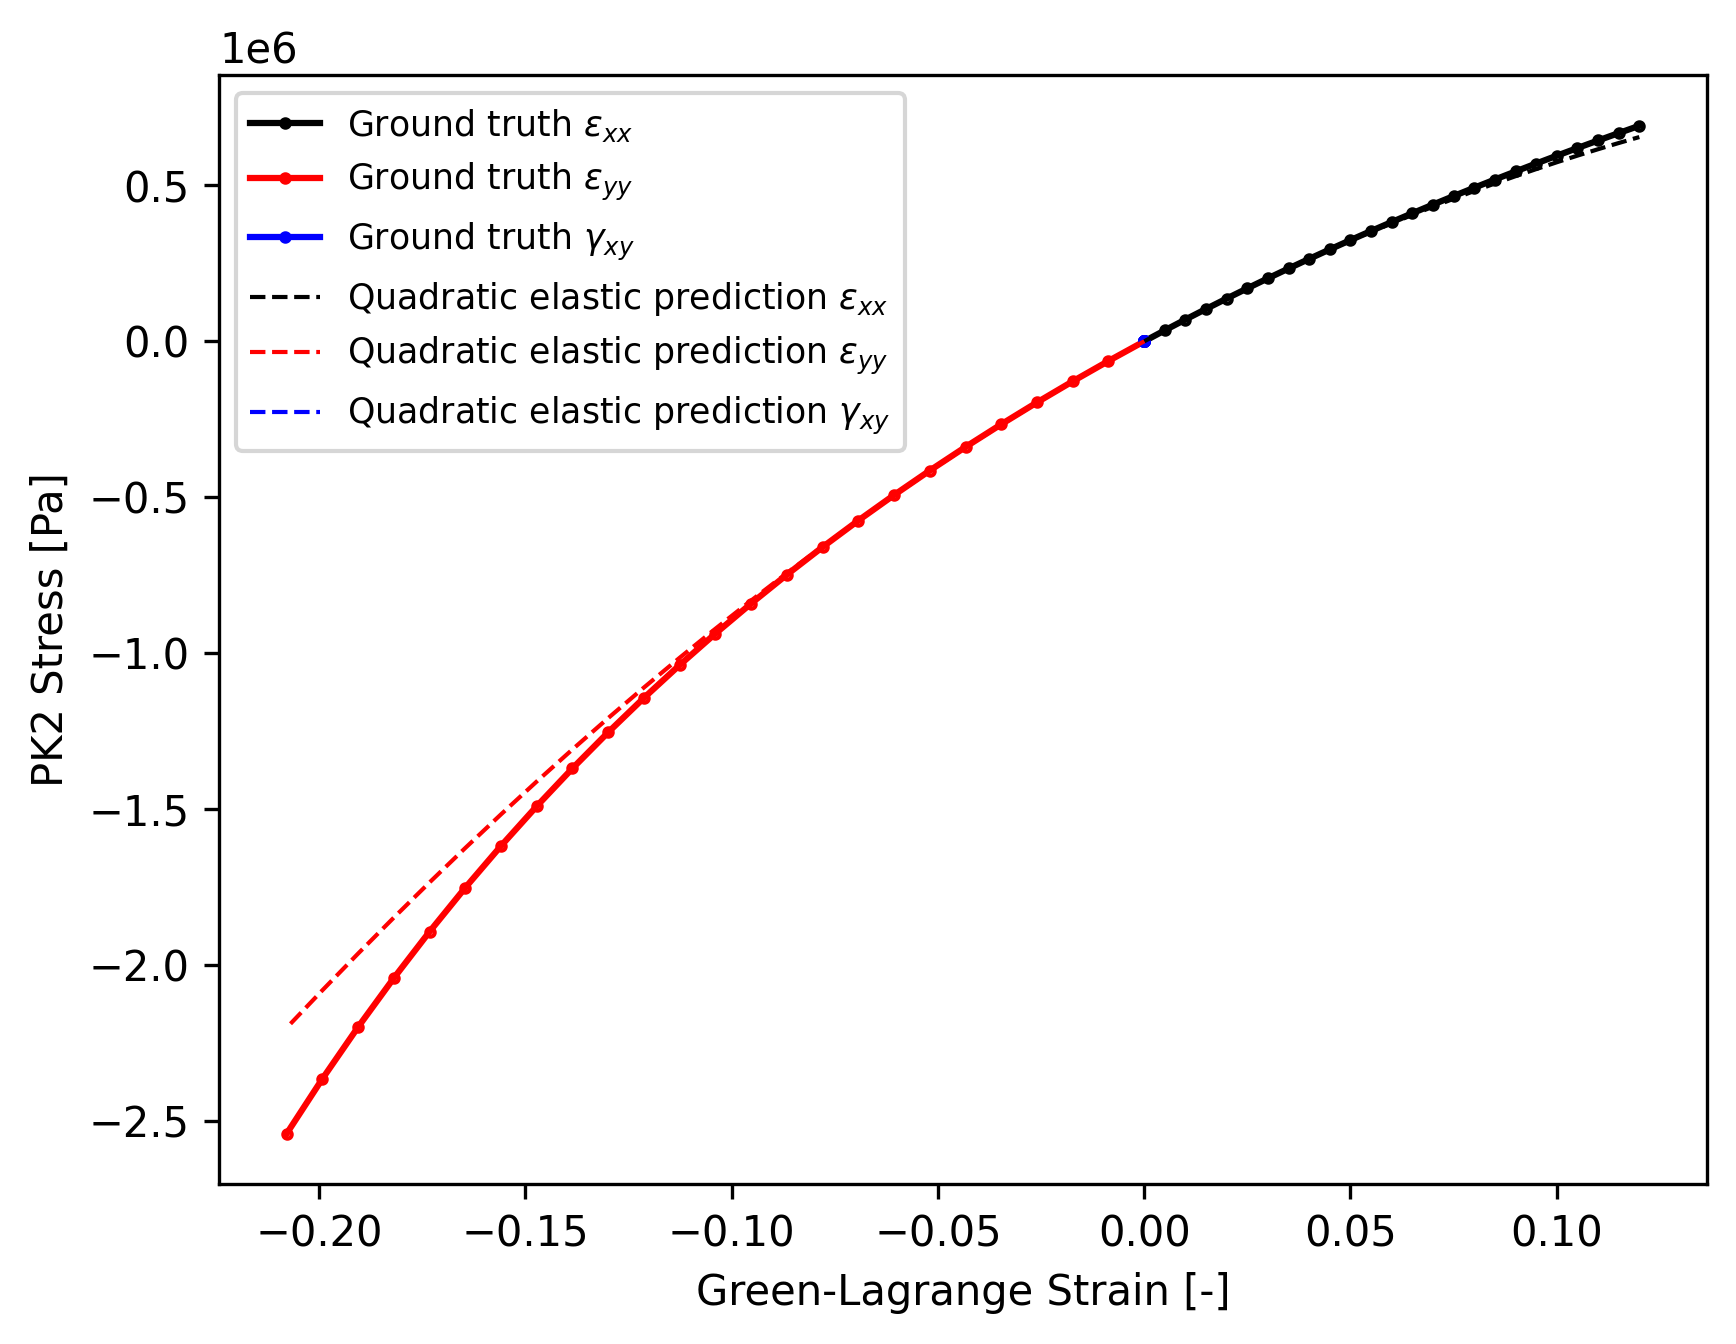 1e6
Ground truth εxx
Ground truth εyy
Ground truth γxy
Quadratic elastic prediction εxx
Quadratic elastic prediction εyy
Quadratic elastic prediction γxy
0.5
0.0
−0.5
−1.0
−1.5
−2.0
−2.5
PK2 Stress [Pa]
−0.20 −0.15 −0.10 −0.05 0.00 0.05 0.10
Green-Lagrange Strain [-]